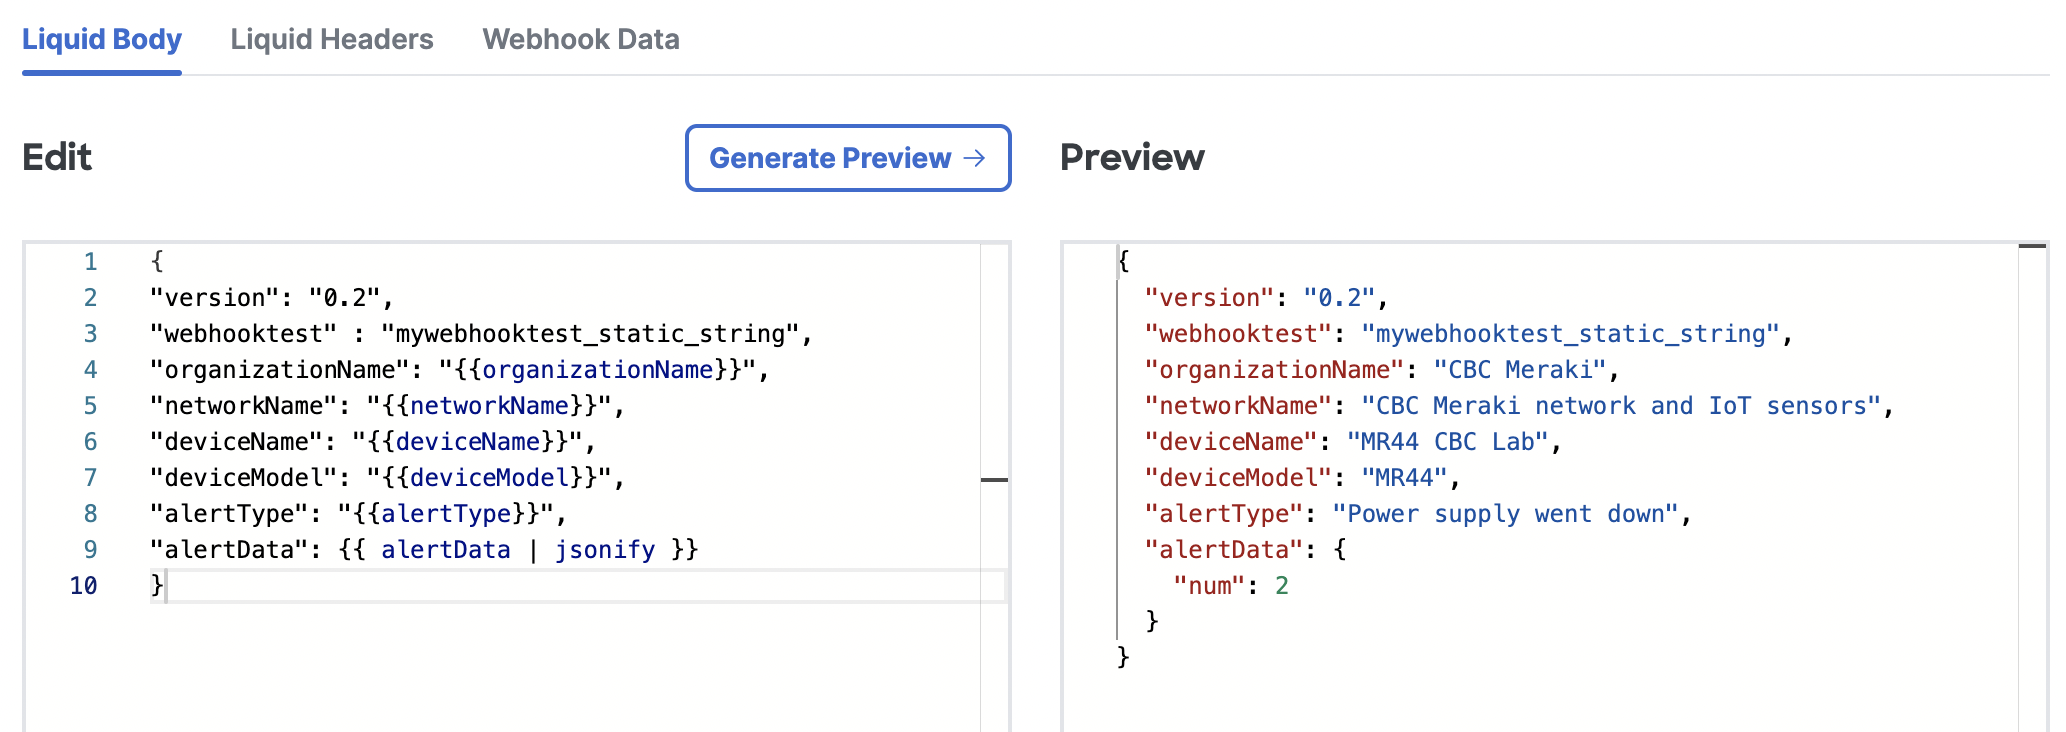 Liquid Body Liquid Headers Webhook Data
Edit Generate Preview → Preview
1 {
2 "version": "0.2",
3 "webhooktest" : "mywebhooktest_static_string",
4 "organizationName": "{{organizationName}}",
5 "networkName": "{{networkName}}",
6 "deviceName": "{{deviceName}}",
7 "deviceModel": "{{deviceModel}}",
8 "alertType": "{{alertType}}",
9 "alertData": {{ alertData | jsonify }}
10 }
{
"version": "0.2",
"webhooktest": "mywebhooktest_static_string",
"organizationName": "CBC Meraki",
"networkName": "CBC Meraki network and IoT sensors",
"deviceName": "MR44 CBC Lab",
"deviceModel": "MR44",
"alertType": "Power supply went down",
"alertData": {
"num": 2
}
}